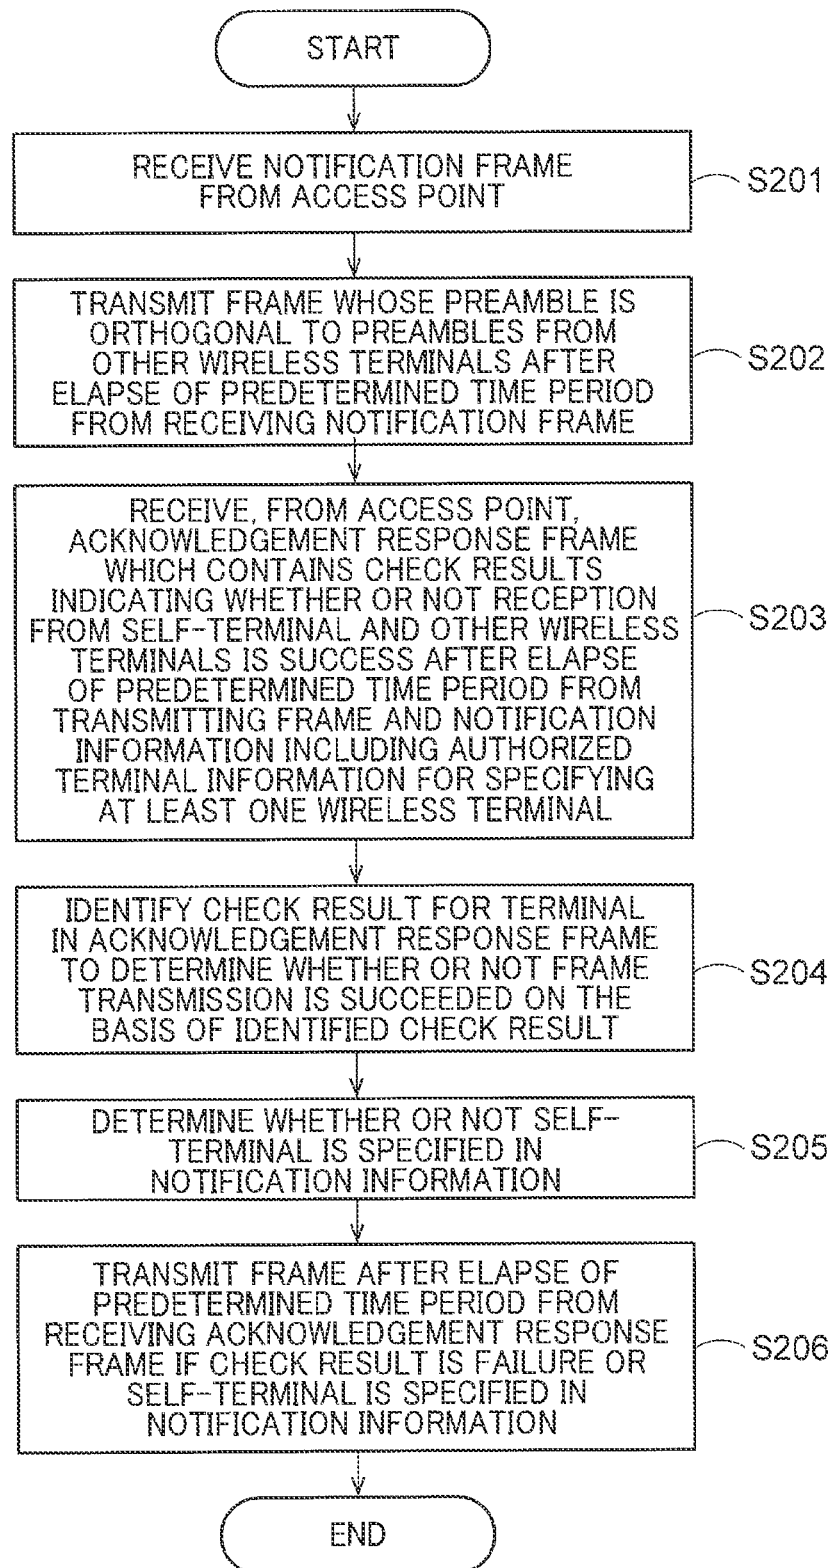 START
RECEIVE NOTIFICATION FRAME
FROM ACCESS POINT
S201
TRANSMIT FRAME WHOSE PREAMBLE IS
ORTHOGONAL TO PREAMBLES FROM
OTHER WIRELESS TERMINALS AFTER
ELAPSE OF PREDETERMINED TIME PERIOD
FROM RECEIVING NOTIFICATION FRAME
S202
RECEIVE, FROM ACCESS POINT,
ACKNOWLEDGEMENT RESPONSE FRAME
WHICH CONTAINS CHECK RESULTS
INDICATING WHETHER OR NOT RECEPTION
FROM SELF-TERMINAL AND OTHER WIRELESS
TERMINALS IS SUCCESS AFTER ELAPSE
OF PREDETERMINED TIME PERIOD FROM
TRANSMITTING FRAME AND NOTIFICATION
INFORMATION INCLUDING AUTHORIZED
TERMINAL INFORMATION FOR SPECIFYING
AT LEAST ONE WIRELESS TERMINAL
S203
IDENTIFY CHECK RESULT FOR TERMINAL
IN ACKNOWLEDGEMENT RESPONSE FRAME
TO DETERMINE WHETHER OR NOT FRAME
TRANSMISSION IS SUCCEEDED ON THE
BASIS OF IDENTIFIED CHECK RESULT
S204
DETERMINE WHETHER OR NOT SELF-
TERMINAL IS SPECIFIED IN
NOTIFICATION INFORMATION
S205
TRANSMIT FRAME AFTER ELAPSE OF
PREDETERMINED TIME PERIOD FROM
RECEIVING ACKNOWLEDGEMENT RESPONSE
FRAME IF CHECK RESULT IS FAILURE OR
SELF-TERMINAL IS SPECIFIED IN
NOTIFICATION INFORMATION
S206
END